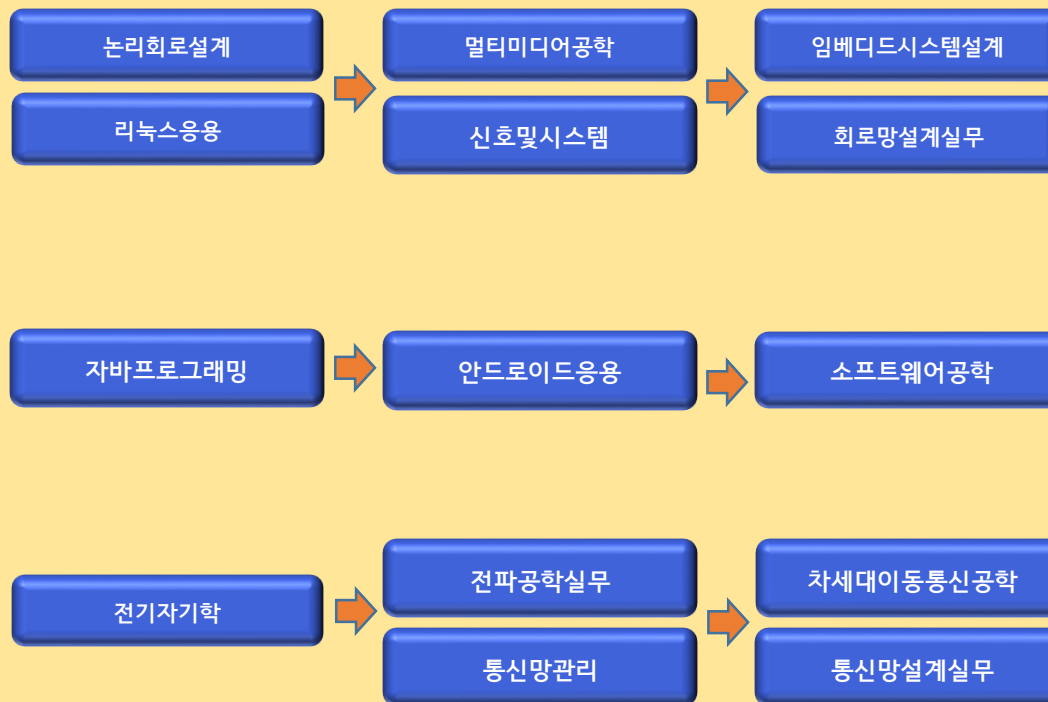 논리회로설계
멀티미디어공학
임베디드시스템설계
리눅스응용
신호및시스템
회로망설계실무
자바프로그래밍
안드로이드응용
소프트웨어공학
전기자기학
전파공학실무
차세대이동통신공학
통신망관리
통신망설계실무